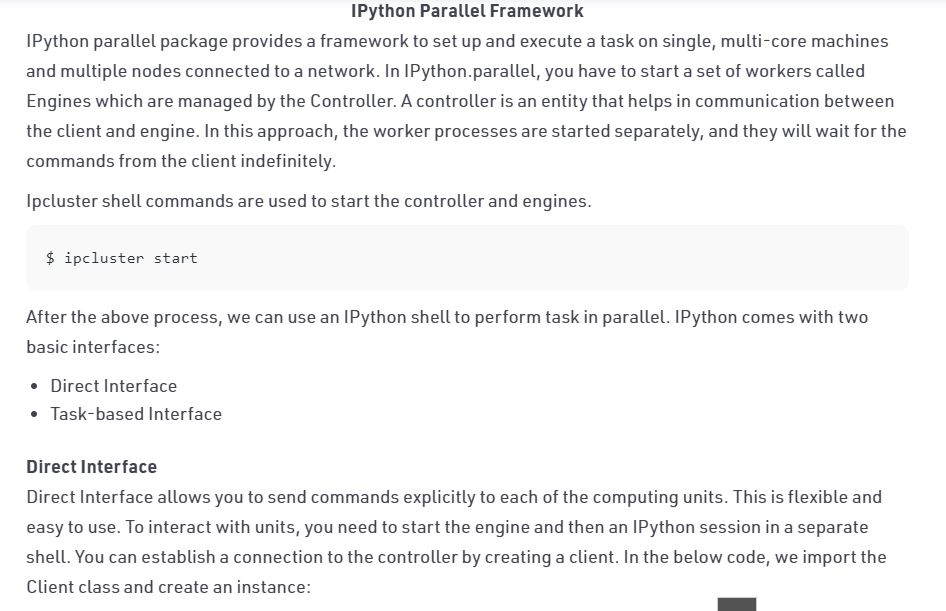 IPython Parallel Framework
IPython parallel package provides a framework to set up and execute a task on single, multi-core machines
and multiple nodes connected to a network. In IPython.parallel, you have to start a set of workers called
Engines which are managed by the Controller. A controller is an entity that helps in communication between
the client and engine. In this approach, the worker processes are started separately, and they will wait for the
commands from the client indefinitely.
Ipcluster shell commands are used to start the controller and engines.
$ ipcluster start
After the above process, we can use an IPython shell to perform task in parallel. IPython comes with two
basic interfaces:
• Direct Interface
• Task-based Interface
Direct Interface
Direct Interface allows you to send commands explicitly to each of the computing units. This is flexible and
easy to use. To interact with units, you need to start the engine and then an IPython session in a separate
shell. You can establish a connection to the controller by creating a client. In the below code, we import the
Client class and create an instance: